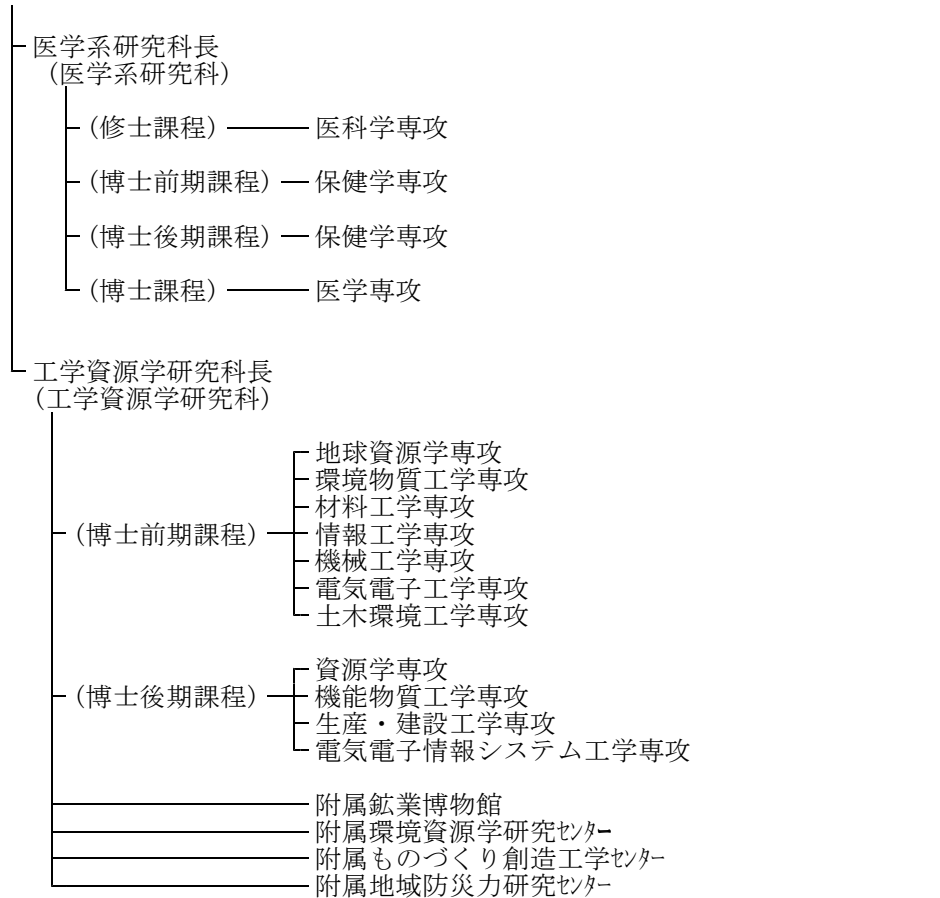 医学系研究科長
(医学系研究科)
(修士課程) 医科学専攻
(博士前期課程) 保健学専攻
(博士後期課程) 保健学専攻
(博士課程) 医学専攻
工学資源学研究科長
(工学資源学研究科)
地球資源学専攻
環境物質工学専攻
材料工学専攻
(博士前期課程) 情報工学専攻
機械工学専攻
電気電子工学専攻
土木環境工学専攻
資源学専攻
(博士後期課程) 機能物質工学専攻
生産・建設工学専攻
電気電子情報システム工学専攻
附属鉱業博物館
附属環境資源学研究ｾﾝﾀｰ
附属ものづくり創造工学ｾﾝﾀｰ
附属地域防災力研究ｾﾝﾀｰ